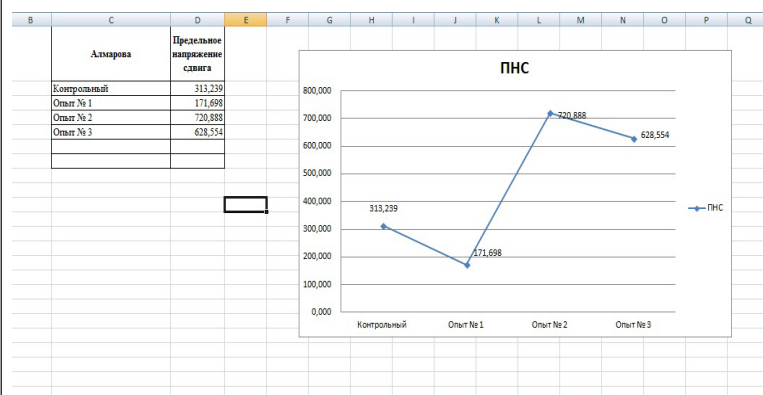 B C D E F G H I J K L M N O P Q
Алмарова
Предельное
напряжение
сдвига
Контрольный 313,239
Опыт № 1 171,698
Опыт № 2 720,888
Опыт № 3 628,554
ПНС
800,000
700,000
600,000
500,000
400,000
300,000
200,000
100,000
0,000
313,239
171,698
720,888
628,554
Контрольный Опыт № 1 Опыт № 2 Опыт № 3
ПНС